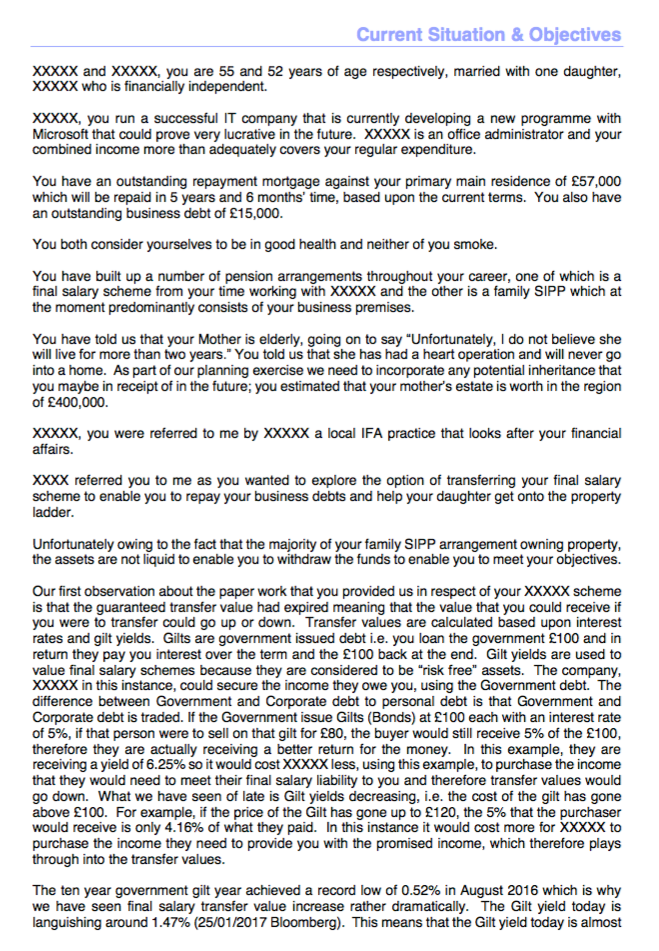 Current Situation & Objectives
XXXXX and XXXXX, you are 55 and 52 years of age respectively, married with one daughter,
XXXXX who is financially independent.
XXXXX, you run a successful IT company that is currently developing a new programme with
Microsoft that could prove very lucrative in the future. XXXXX is an office administrator and your
combined income more than adequately covers your regular expenditure.
You have an outstanding repayment mortgage against your primary main residence of £57,000
which will be repaid in 5 years and 6 months' time, based upon the current terms. You also have
an outstanding business debt of £15,000.
You both consider yourselves to be in good health and neither of you smoke.
You have built up a number of pension arrangements throughout your career, one of which is a
final salary scheme from your time working with XXXXX and the other is a family SIPP which at
the moment predominantly consists of your business premises.
You have told us that your Mother is elderly, going on to say "Unfortunately, I do not believe she
will live for more than two years." You told us that she has had a heart operation and will never go
into a home. As part of our planning exercise we need to incorporate any potential inheritance that
you maybe in receipt of in the future; you estimated that your mother's estate is worth in the region
of £400,000.
XXXXX, you were referred to me by XXXXX a local IFA practice that looks after your financial
affairs.
XXXX referred you to me as you wanted to explore the option of transferring your final salary
scheme to enable you to repay your business debts and help your daughter get onto the property
ladder.
Unfortunately owing to the fact that the majority of your family SIPP arrangement owning property,
the assets are not liquid to enable you to withdraw the funds to enable you to meet your objectives.
Our first observation about the paper work that you provided us in respect of your XXXXX scheme
is that the guaranteed transfer value had expired meaning that the value that you could receive if
you were to transfer could go up or down. Transfer values are calculated based upon interest
rates and gilt yields. Gilts are government issued debt i.e. you loan the government £100 and in
return they pay you interest over the term and the £100 back at the end. Gilt yields are used to
value final salary schemes because they are considered to be "risk free" assets. The company,
XXXXX in this instance, could secure the income they owe you, using the Government debt. The
difference between Government and Corporate debt to personal debt is that Government and
Corporate debt is traded. If the Government issue Gilts (Bonds) at £100 each with an interest rate
of 5%, if that person were to sell on that gilt for £80, the buyer would still receive 5% of the £100,
therefore they are actually receiving a better return for the money. In this example, they are
receiving a yield of 6.25% so it would cost XXXXX less, using this example, to purchase the income
that they would need to meet their final salary liability to you and therefore transfer values would
go down. What we have seen of late is Gilt yields decreasing, i.e. the cost of the gilt has gone
above £100. For example, if the price of the Gilt has gone up to £120, the 5% that the purchaser
would receive is only 4.16% of what they paid. In this instance it would cost more for XXXXX to
purchase the income they need to provide you with the promised income, which therefore plays
through into the transfer values.
The ten year government gilt year achieved a record low of 0.52% in August 2016 which is why
we have seen final salary transfer value increase rather dramatically. The Gilt yield today is
languishing around 1.47% (25/01/2017 Bloomberg). This means that the Gilt yield today is almost